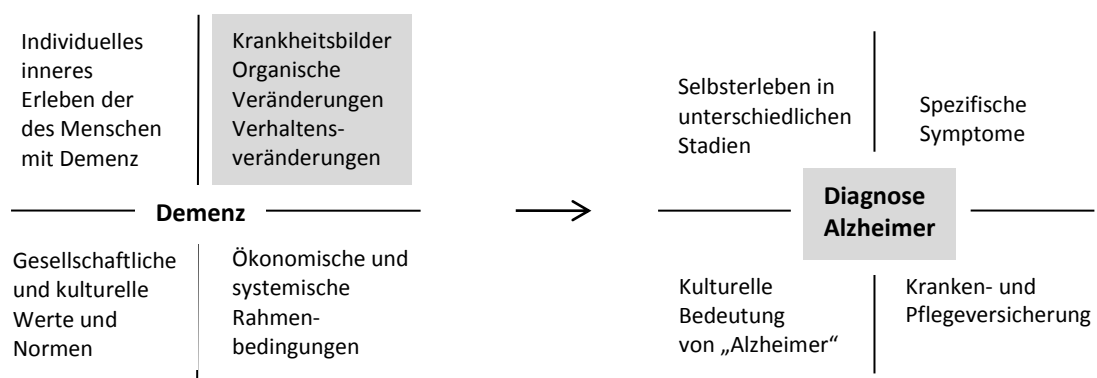 Individuelles
inneres
Erleben der
des Menschen
mit Demenz
Krankheitsbilder
Organische
Veränderungen
Verhaltens-
veränderungen
Demenz
Gesellschaftliche
und kulturelle
Werte und
Normen
Ökonomische und
systemische
Rahmen-
bedingungen
Selbsterleben in
unterschiedlichen
Stadien
Spezifische
Symptome
Diagnose
Alzheimer
Kulturelle
Bedeutung
von „Alzheimer“
Kranken- und
Pflegeversicherung